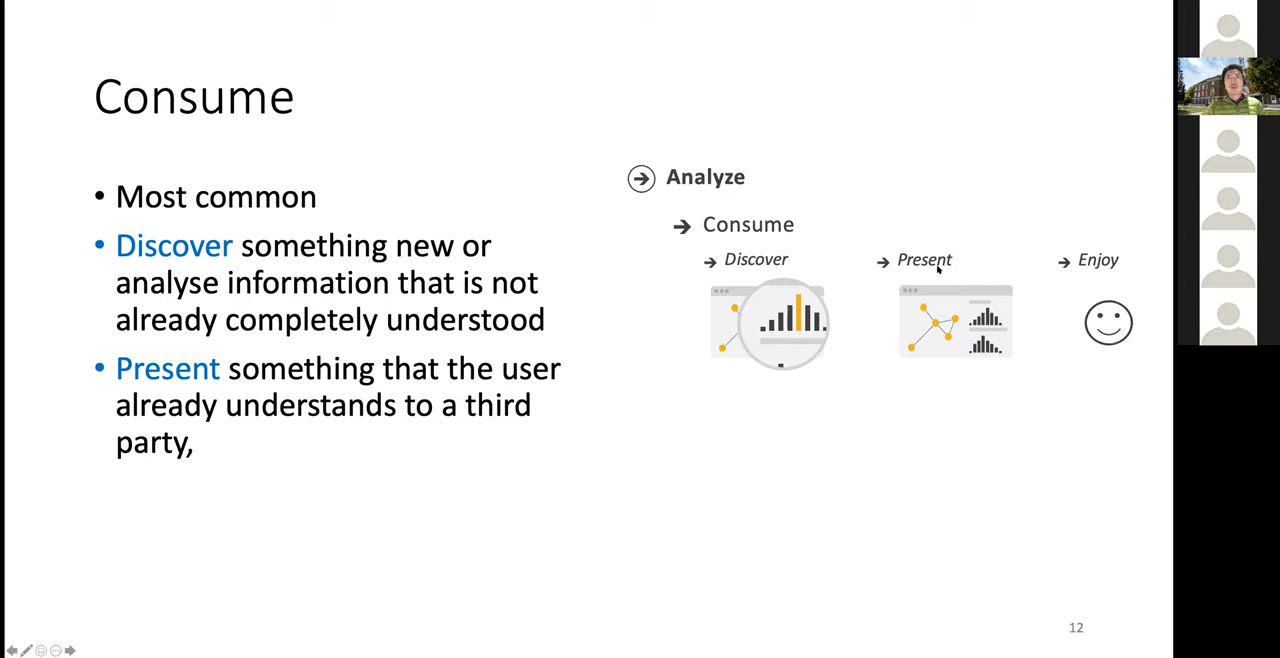 Consume
• Most common
• Discover something new or
analyse information that is not
already completely understood
• Present something that the user
already understands to a third
party,
Analyze
Consume
Discover
Present
Enjoy
12